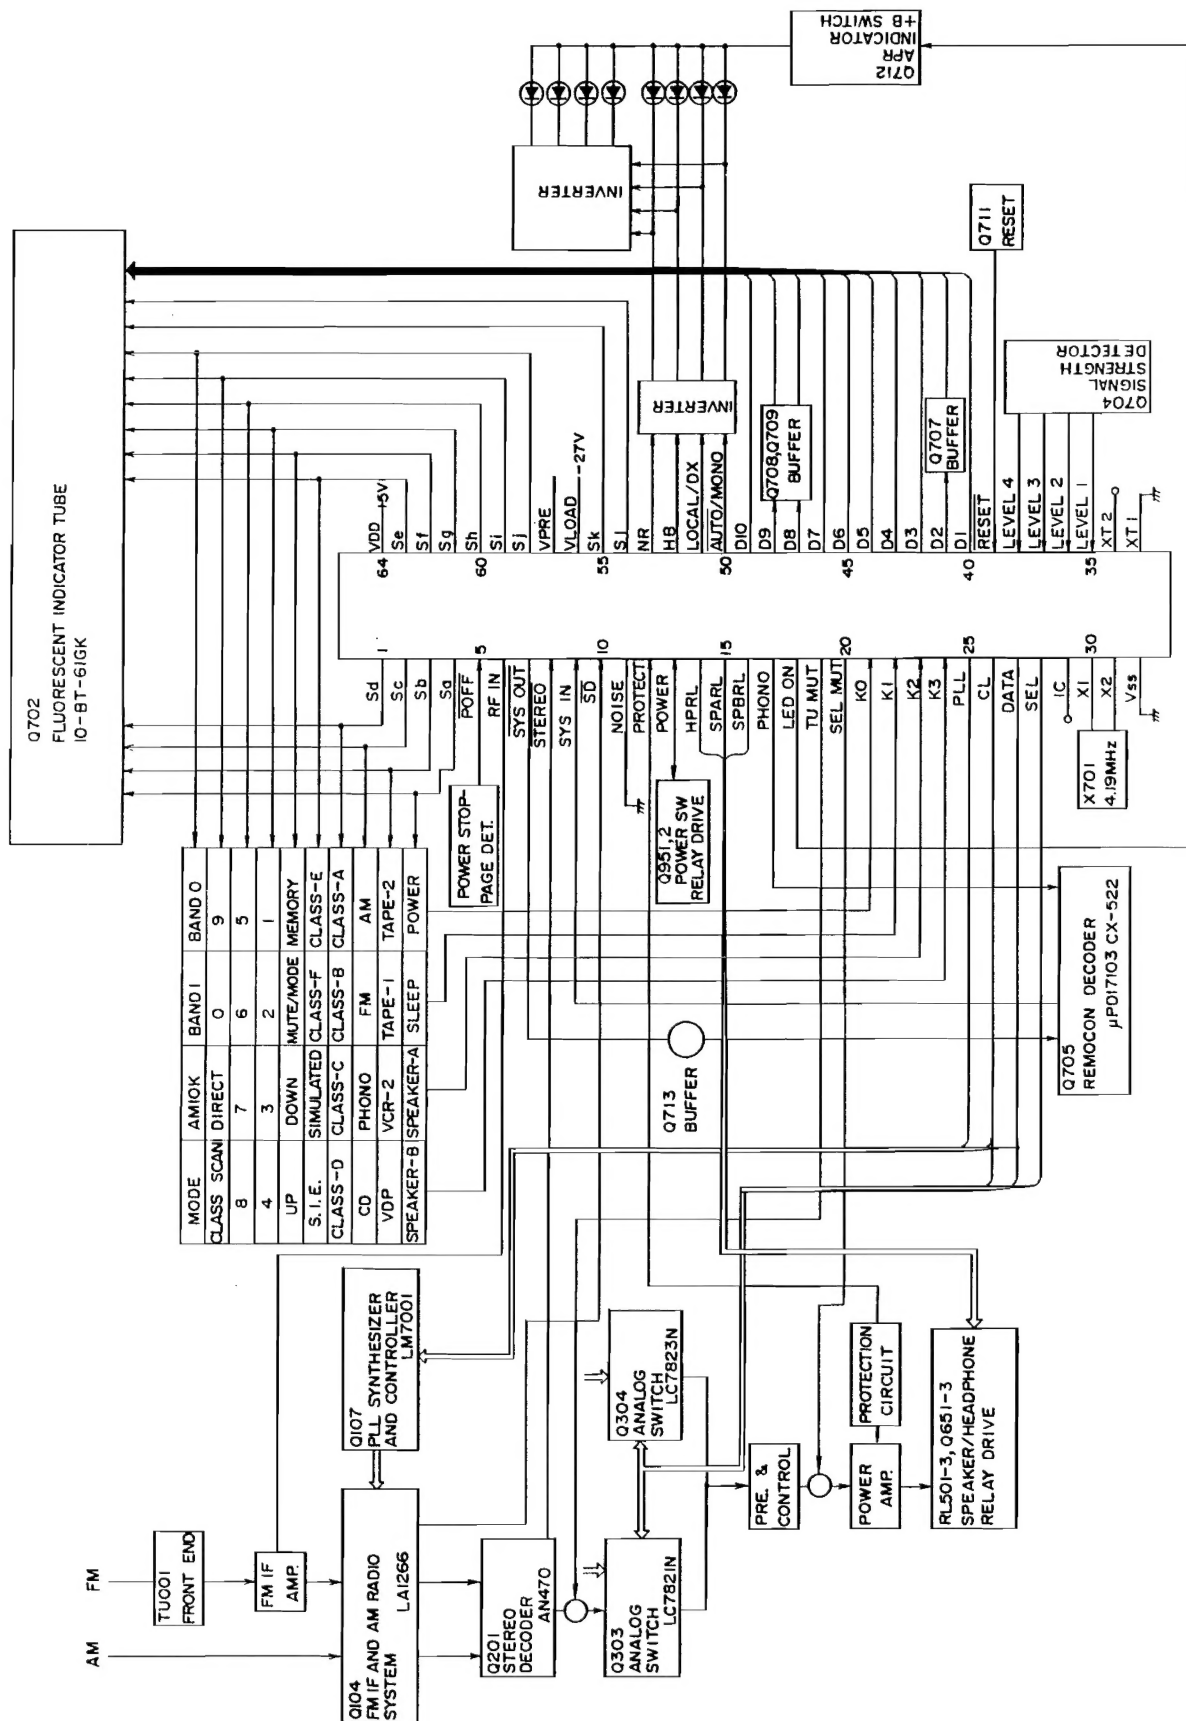 Q702
FLUORESCENT INDICATOR TUBE
10-BT-61GK
Q712
APR
INDICATOR
+B SWITCH
INVERTER
INVERTER
Q711
RESET
Q704
SIGNAL
STRENGTH
DETECTOR
Q708,Q709
BUFFER
Q707
BUFFER
64 VDD +5V
Se
Sf
Sg
60 Sh
Si
Sj
VPRE
VLOAD -27V
55 Sk
Sl
NR
HB
LOCAL/DX
50 AUTO/MONO
D10
D9
D8
D7
45 D6
D5
D4
D3
D2
40 D1
RESET
LEVEL 4
LEVEL 3
LEVEL 2
35 LEVEL 1
XT2
XT1
1 Sd
Sc
Sb
Sa
5 POFF
RF IN
SYS OUT
STEREO
SYS IN
10 SD
NOISE
PROTECT
POWER
HPRL
15 SPARL
SPBRL
PHONO
LED ON
TU MUT
20 SEL MUT
K0
K1
K2
K3
25 PLL
CL
DATA
SEL
IC
30 X1
X2
Vss
MODE AM10K BAND1 BAND0
CLASS SCAN DIRECT 0 9
8 7 6 5
4 3 2 1
UP DOWN MUTE/MODE MEMORY
S.I.E. SIMULATED CLASS-F CLASS-E
CLASS-D CLASS-C CLASS-B CLASS-A
CD PHONO FM AM
VDP VCR-2 TAPE-1 TAPE-2
SPEAKER-B SPEAKER-A SLEEP POWER
POWER STOP-
PAGE DET.
Q951,2
POWER SW
RELAY DRIVE
X701
4.19MHz
Q713
BUFFER
Q705
REMOCON DECODER
μPD17103 CX-522
AM
FM
TU001
FRONT END
FM IF
AMP.
Q104
FM IF AND AM RADIO
SYSTEM
LA1266
Q107
PLL SYNTHESIZER
AND CONTROLLER
LM7001
Q201
STEREO
DECODER
AN470
Q303
ANALOG
SWITCH
LC7821N
Q304
ANALOG
SWITCH
LC7823N
PRE. &
CONTROL
POWER
AMP.
PROTECTION
CIRCUIT
RL501-3, Q651-3
SPEAKER/HEADPHONE
RELAY DRIVE